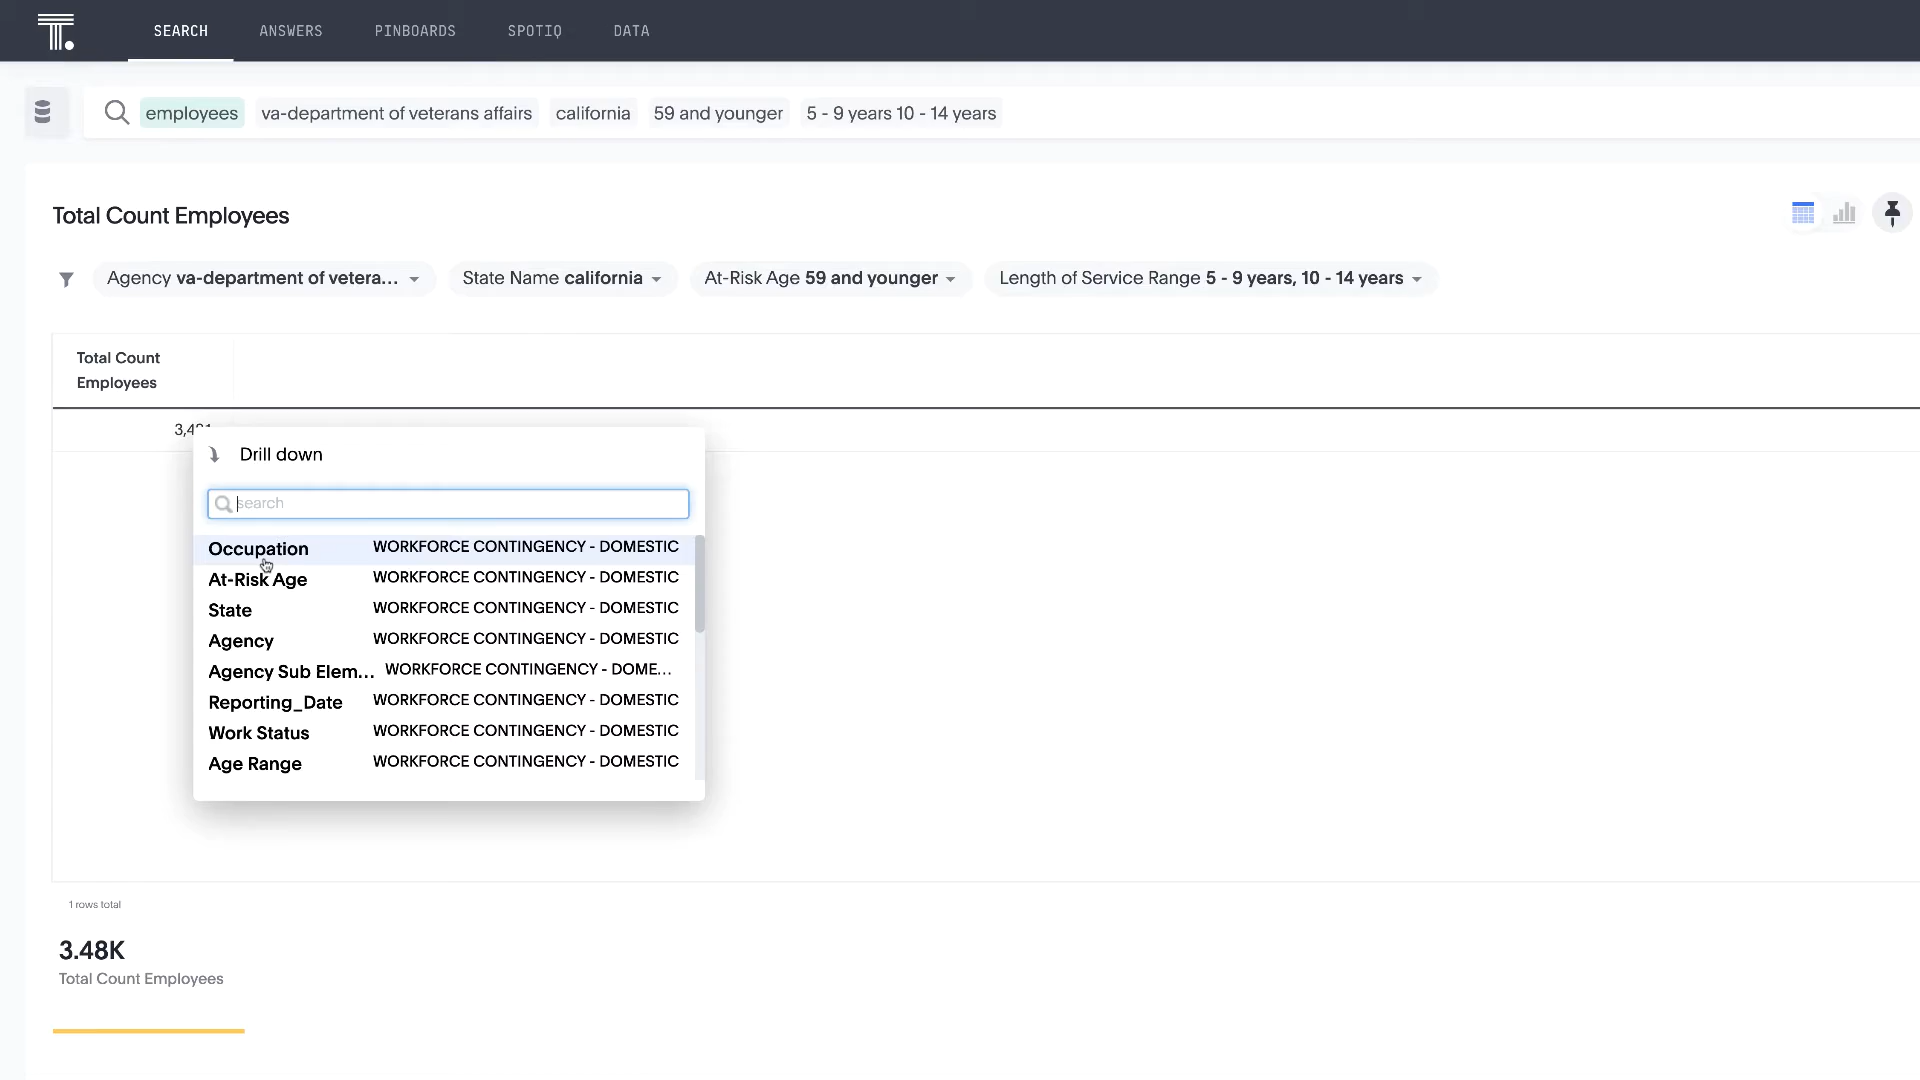 SEARCH ANSWERS PINBOARDS SPOTIQ DATA
employees va-department of veterans affairs california 59 and younger 5 - 9 years 10 - 14 years
Total Count Employees
Agency va-department of vetera... State Name california At-Risk Age 59 and younger Length of Service Range 5 - 9 years, 10 - 14 years
Total Count
Employees
Drill down
search
Occupation WORKFORCE CONTINGENCY - DOMESTIC
At-Risk Age WORKFORCE CONTINGENCY - DOMESTIC
State WORKFORCE CONTINGENCY - DOMESTIC
Agency WORKFORCE CONTINGENCY - DOMESTIC
Agency Sub Elem... WORKFORCE CONTINGENCY - DOME...
Reporting_Date WORKFORCE CONTINGENCY - DOMESTIC
Work Status WORKFORCE CONTINGENCY - DOMESTIC
Age Range WORKFORCE CONTINGENCY - DOMESTIC
1 rows total
3.48K
Total Count Employees